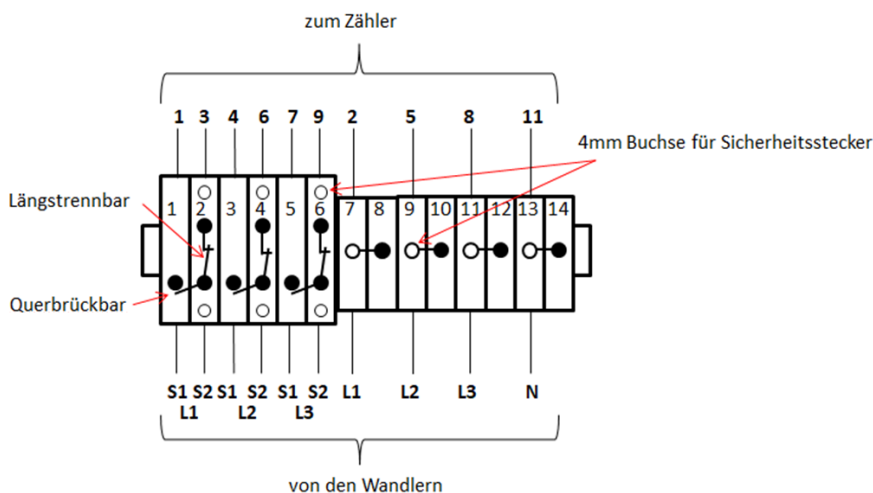 zum Zähler
1 3 4 6 7 9 2 5 8 11
4mm Buchse für Sicherheitsstecker
Längstrennbar
1 2 3 4 5 6 7 8 9 10 11 12 13 14
Querbrückbar
S1 S2 S1 S2 S1 S2 L1 L2 L3 N
L1 L2 L3
von den Wandlern